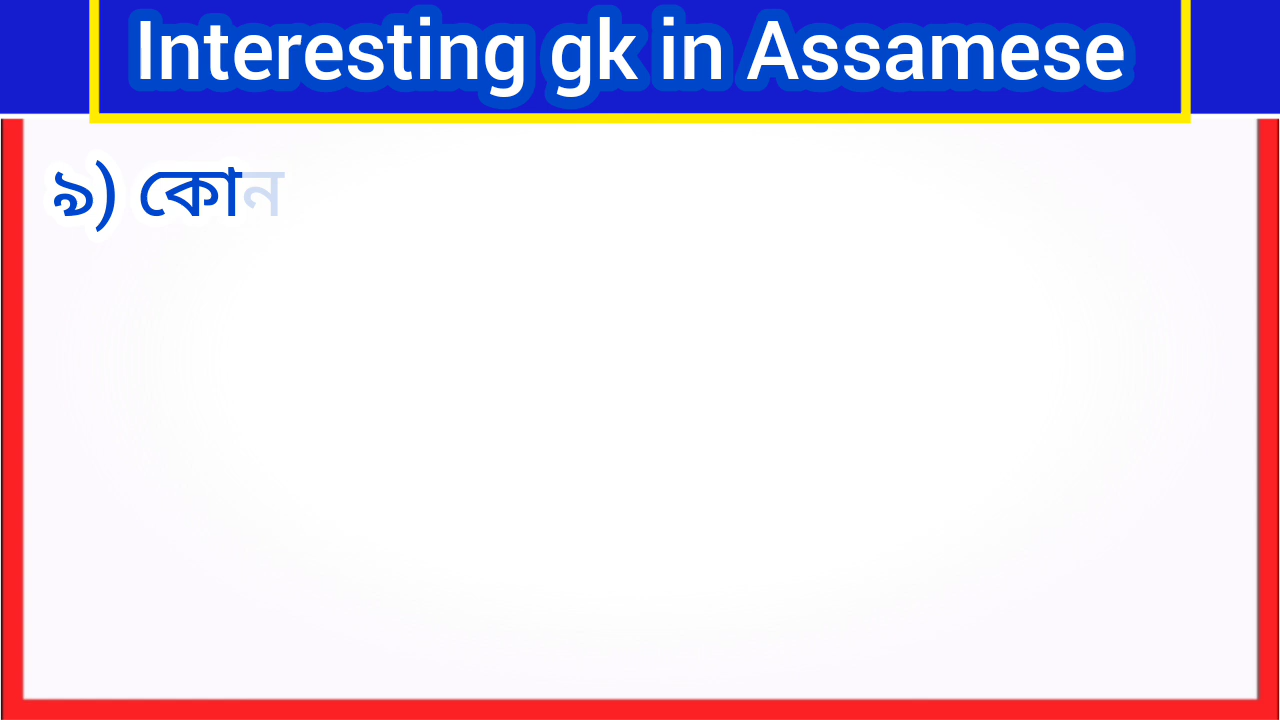 Interesting gk in Assamese
৯) কোন